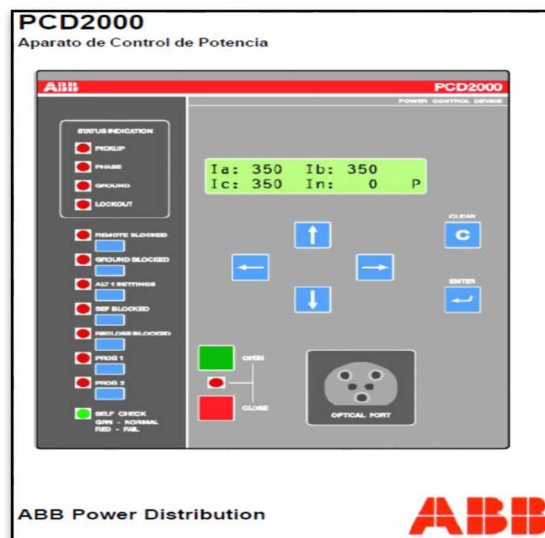 PCD2000
Aparato de Control de Potencia
ABB PCD2000
POWER CONTROL DEVICE
STATUS INDICATION
PICKUP
PHASE
GROUND
LOCKOUT
Ia: 350 Ib: 350
Ic: 350 In: 0 P
CLEAR
C
REMOTE BLOCKED
GROUND BLOCKED
ALT 1 SETTINGS
SEF BLOCKED
RECLOSE BLOCKED
PROG 1
PROG 2
ENTER
OPEN
CLOSE
OPTICAL PORT
SELF CHECK
GRN - NORMAL
RED - FAIL
ABB Power Distribution
ABB